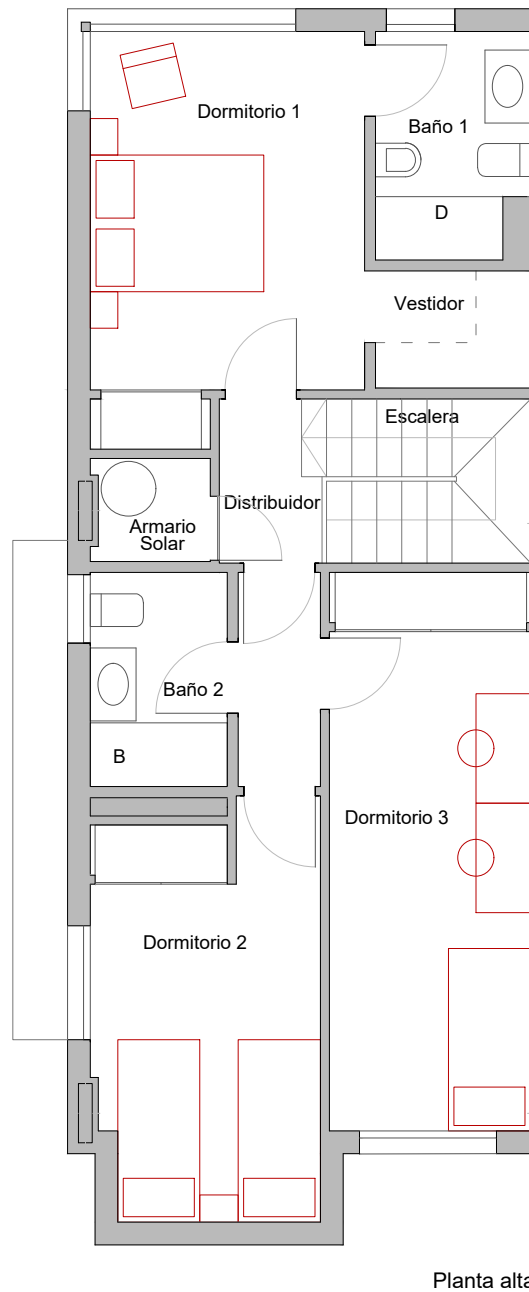 Dormitorio 1
Baño 1
D
Vestidor
Escalera
Distribuidor
Armario
Solar
Baño 2
B
Dormitorio 3
Dormitorio 2
Planta alta